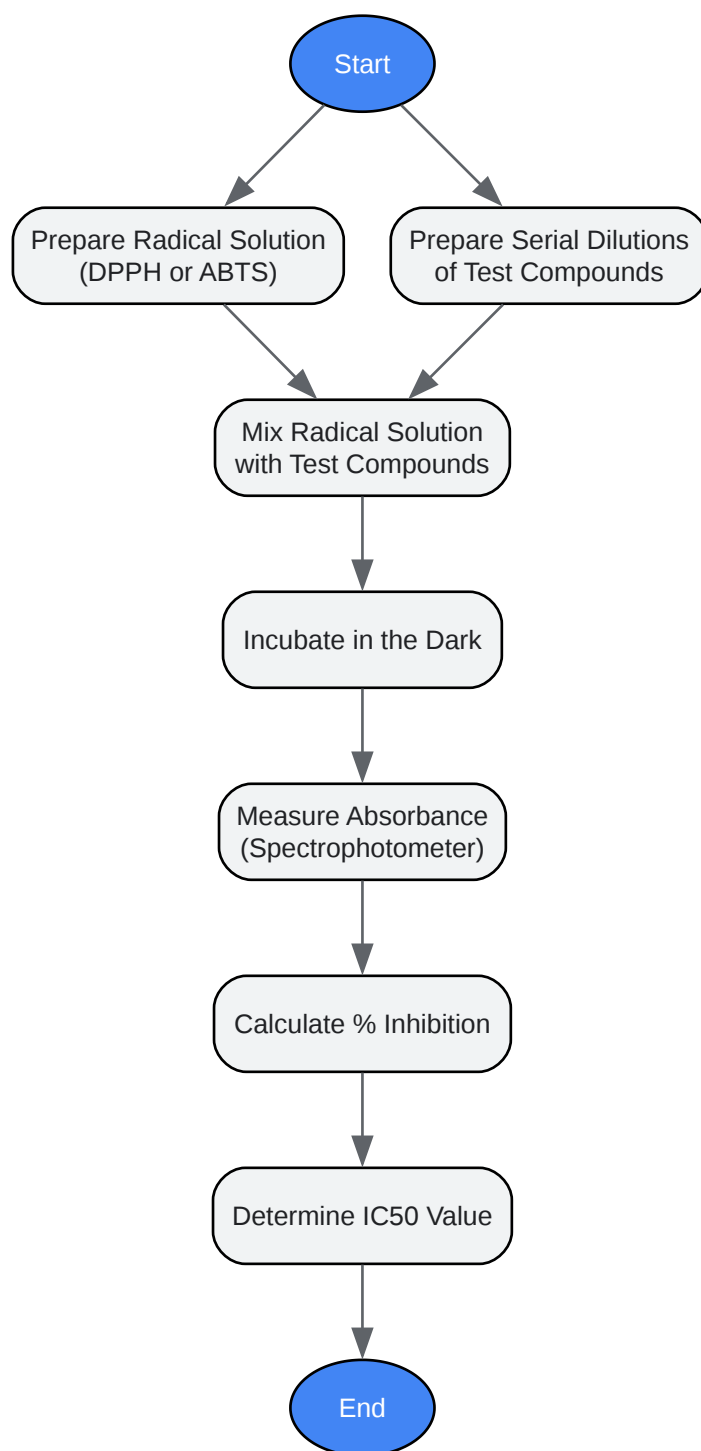 Start
Prepare Radical Solution
(DPPH or ABTS)
Prepare Serial Dilutions
of Test Compounds
Mix Radical Solution
with Test Compounds
Incubate in the Dark
Measure Absorbance
(Spectrophotometer)
Calculate % Inhibition
Determine IC50 Value
End